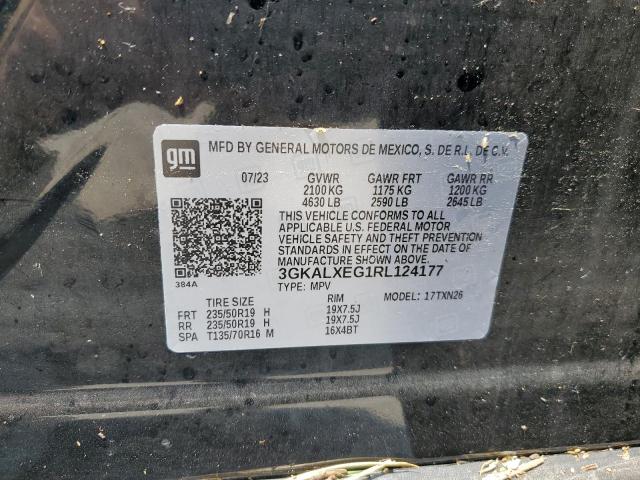 gm
MFD BY GENERAL MOTORS DE MEXICO, S. DE R.L. DE C.V.
07/23 GVWR GAWR FRT GAWR RR
2100 KG 1175 KG 1200 KG
4630 LB 2590 LB 2645 LB
THIS VEHICLE CONFORMS TO ALL
APPLICABLE U.S. FEDERAL MOTOR
VEHICLE SAFETY AND THEFT PREVENTION
STANDARDS IN EFFECT ON THE DATE OF
MANUFACTURE SHOWN ABOVE.
384A
3GKALXEG1RL124177
TYPE: MPV MODEL: 17TXN26
TIRE SIZE RIM
FRT 235/50R19 H 19X7.5J
RR 235/50R19 H 19X7.5J
SPA T135/70R16 M 16X4BT